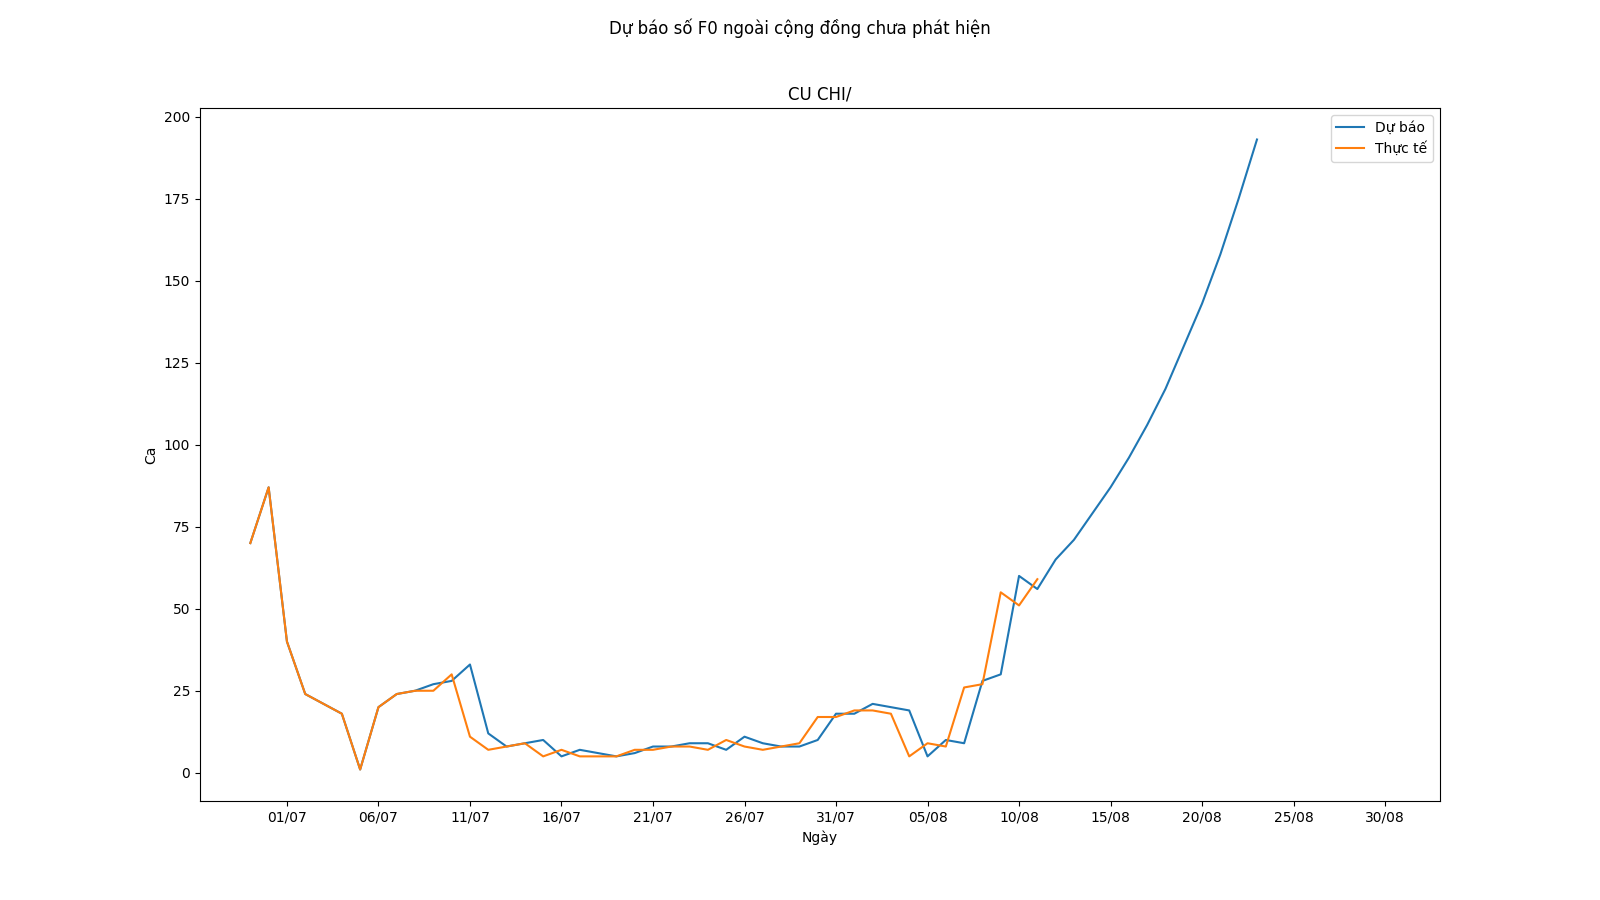 Dự báo số F0 ngoài cộng đồng chưa phát hiện
CU CHI/
Dự báo
Thực tế
200
175
150
125
100
75
50
25
0
Ca
01/07 06/07 11/07 16/07 21/07 26/07 31/07 05/08 10/08 15/08 20/08 25/08 30/08
Ngày